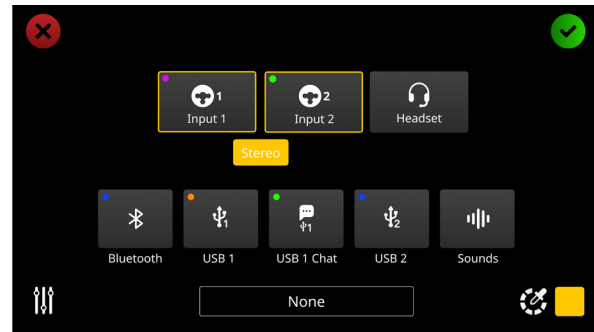 1 2
Input 1 Input 2 Headset
Stereo
1 1 2
Bluetooth USB 1 USB 1 Chat USB 2 Sounds
None